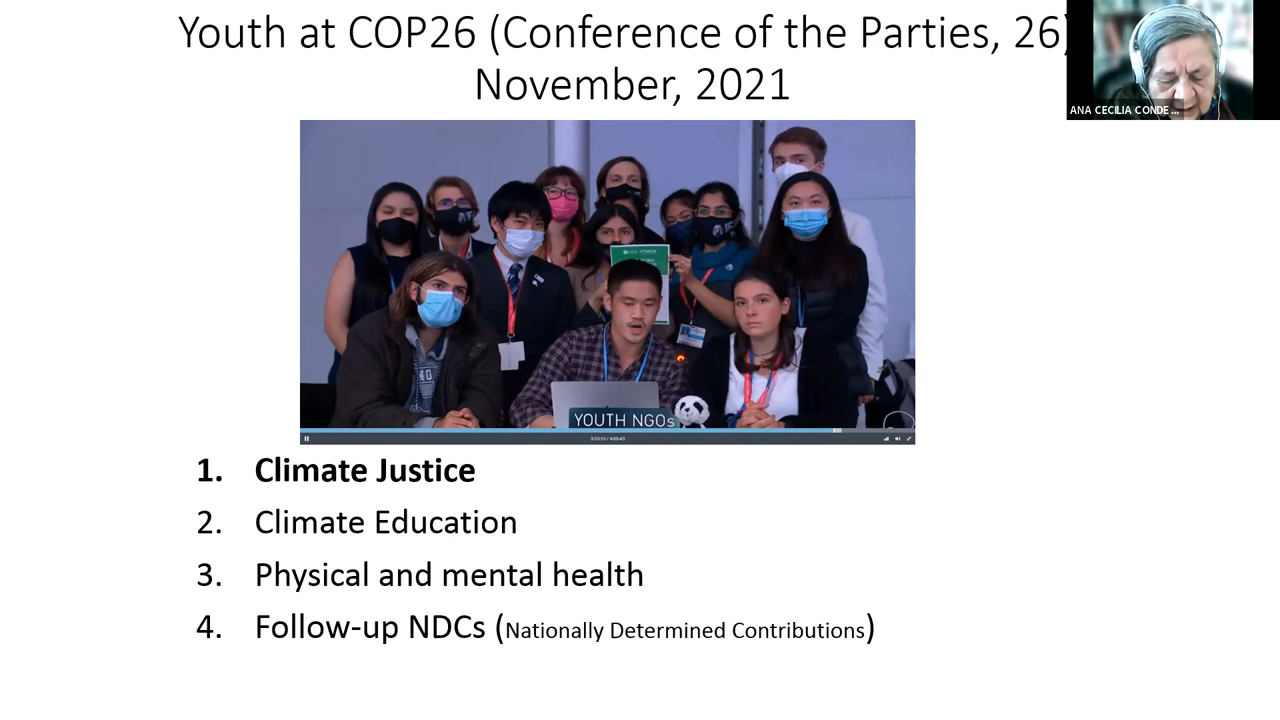 Youth at COP26 (Conference of the Parties, 26)
November, 2021
ANA CECILIA CONDE ...
YOUTH NGOs
1. Climate Justice
2. Climate Education
3. Physical and mental health
4. Follow-up NDCs (Nationally Determined Contributions)